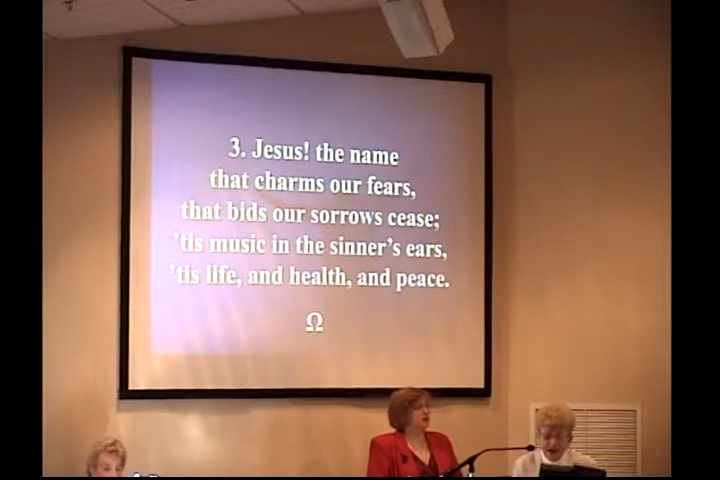 3. Jesus! the name
that charms our fears,
that bids our sorrows cease;
'tis music in the sinner's ears,
'tis life, and health, and peace.
Ω